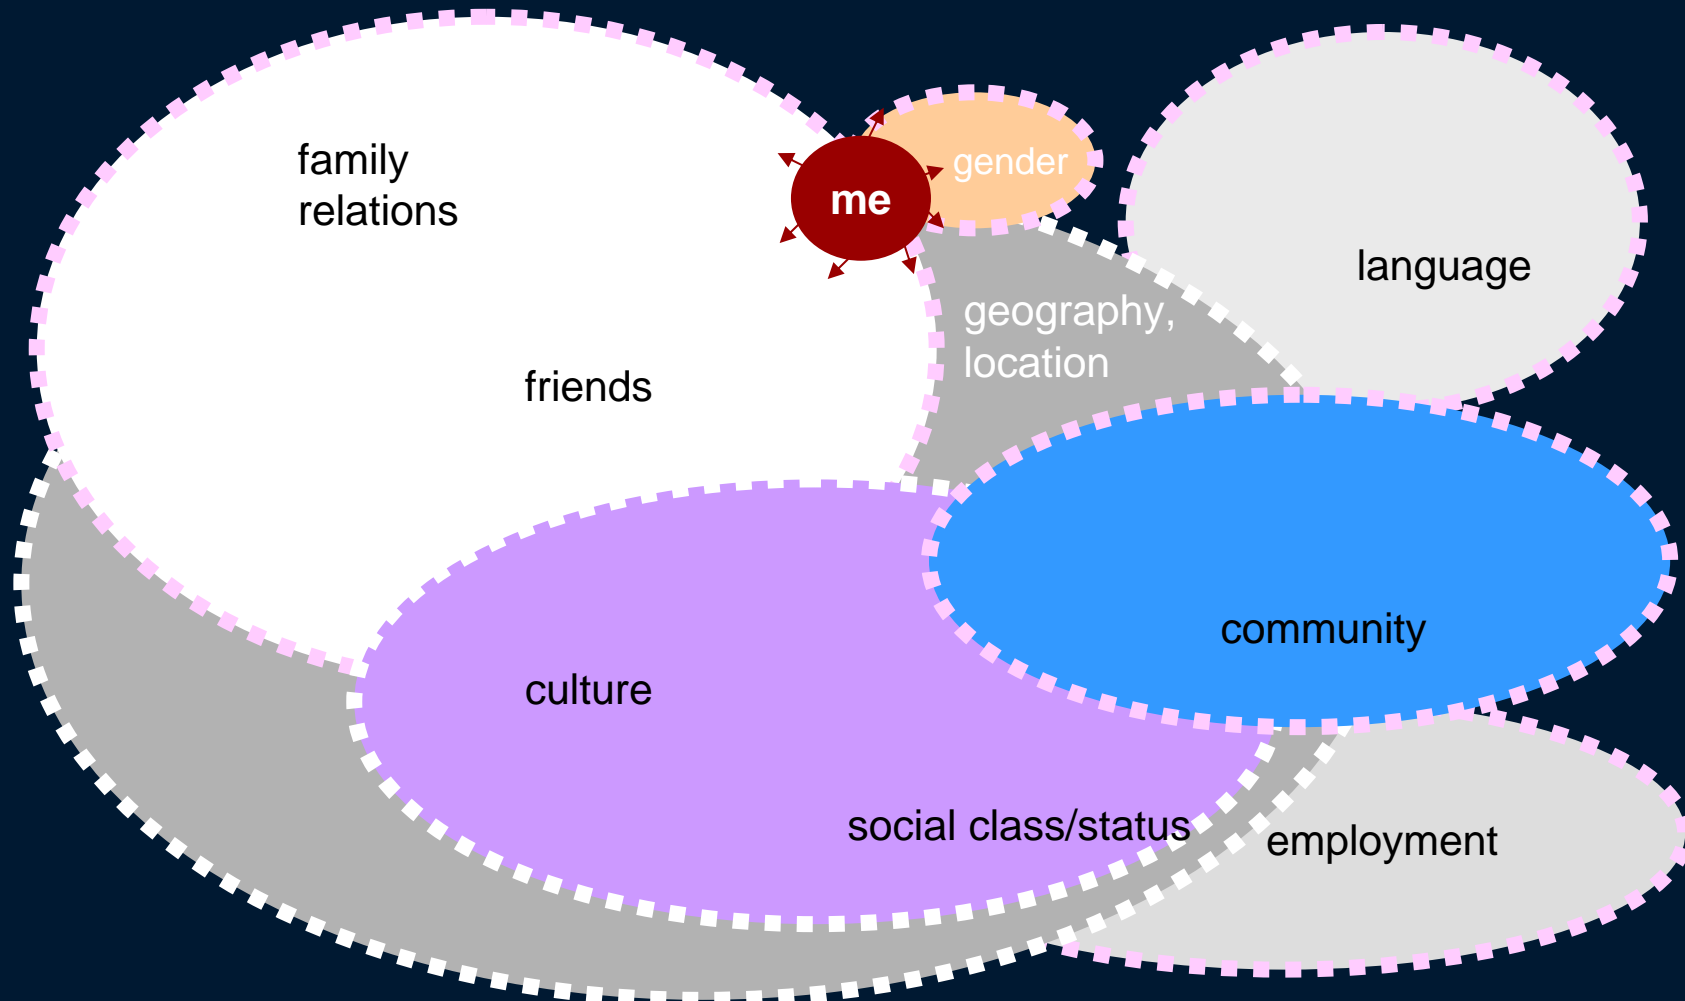 family
relations
me
gender
language
geography,
location
friends
community
culture
social class/status
employment